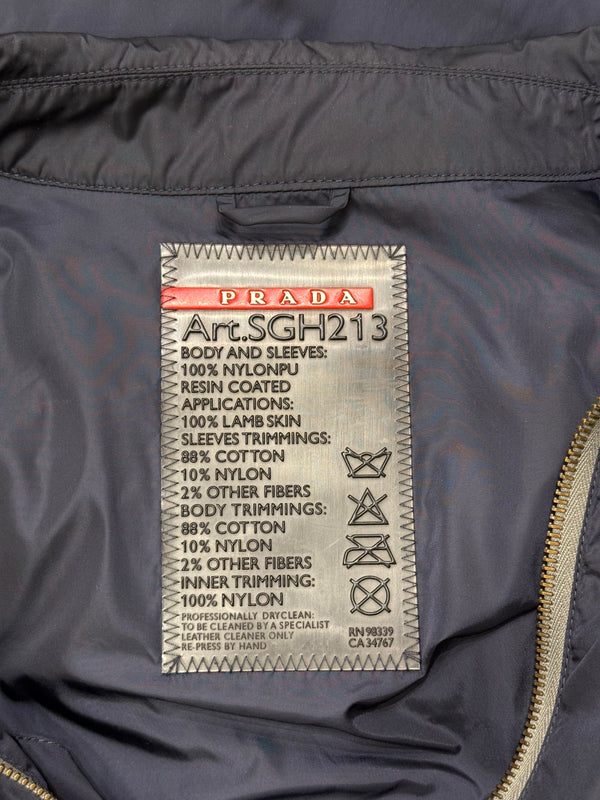 PRADA
Art.SGH213
BODY AND SLEEVES:
100% NYLONPU
RESIN COATED
APPLICATIONS:
100% LAMB SKIN
SLEEVES TRIMMINGS:
88% COTTON
10% NYLON
2% OTHER FIBERS
BODY TRIMMINGS:
88% COTTON
10% NYLON
2% OTHER FIBERS
INNER TRIMMING:
100% NYLON
PROFESSIONALLY DRYCLEAN:
TO BE CLEANED BY A SPECIALIST
LEATHER CLEANER ONLY
RE-PRESS BY HAND
RN 98339
CA 34767